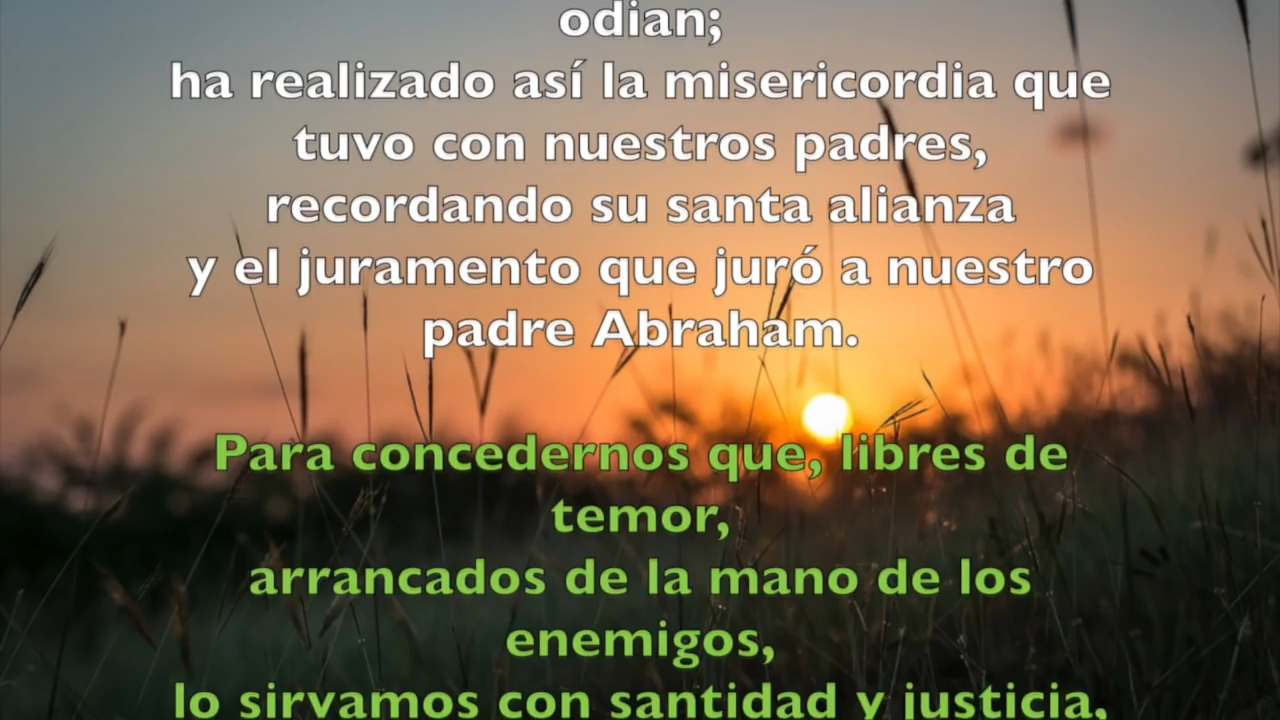 odian;
ha realizado así la misericordia que
tuvo con nuestros padres,
recordando su santa alianza
y el juramento que juró a nuestro
padre Abraham.
Para concedernos que, libres de
temor,
arrancados de la mano de los
enemigos,
lo sirvamos con santidad y justicia,